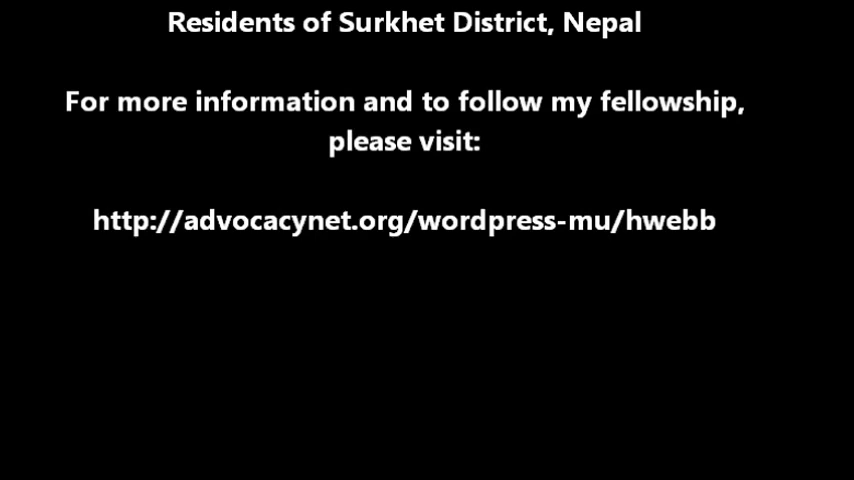 Residents of Surkhet District, Nepal
For more information and to follow my fellowship,
please visit:
http://advocacynet.org/wordpress-mu/hwebb